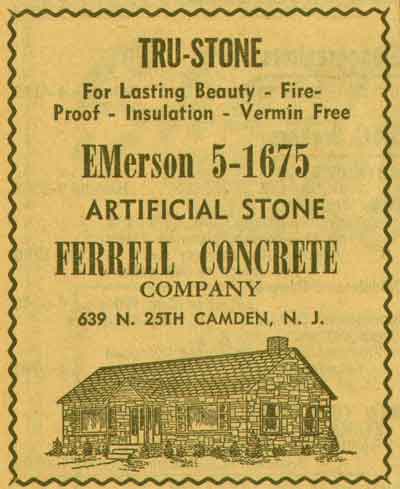 TRU-STONE
For Lasting Beauty - Fire-
Proof - Insulation - Vermin Free
EMerson 5-1675
ARTIFICIAL STONE
FERRELL CONCRETE
COMPANY
639 N. 25TH CAMDEN, N. J.